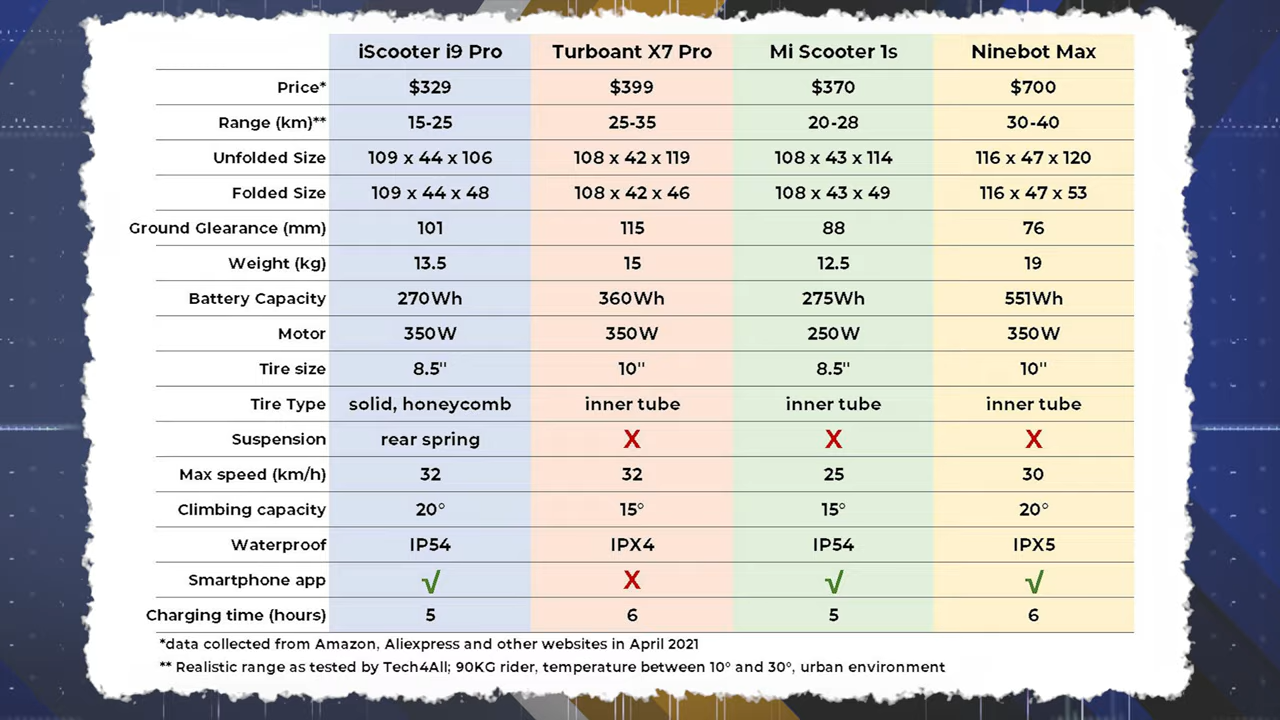 iScooter i9 Pro Turboant X7 Pro Mi Scooter 1s Ninebot Max
Price* $329 $399 $370 $700
Range (km)** 15-25 25-35 20-28 30-40
Unfolded Size 109 x 44 x 106 108 x 42 x 119 108 x 43 x 114 116 x 47 x 120
Folded Size 109 x 44 x 48 108 x 42 x 46 108 x 43 x 49 116 x 47 x 53
Ground Glearance (mm) 101 115 88 76
Weight (kg) 13.5 15 12.5 19
Battery Capacity 270Wh 360Wh 275Wh 551Wh
Motor 350W 350W 250W 350W
Tire size 8.5" 10" 8.5" 10"
Tire Type solid, honeycomb inner tube inner tube inner tube
Suspension rear spring X X X
Max speed (km/h) 32 32 25 30
Climbing capacity 20° 15° 15° 20°
Waterproof IP54 IPX4 IP54 IPX5
Smartphone app √ X √ √
Charging time (hours) 5 6 5 6
*data collected from Amazon, Aliexpress and other websites in April 2021
** Realistic range as tested by Tech4All; 90KG rider, temperature between 10° and 30°, urban environment